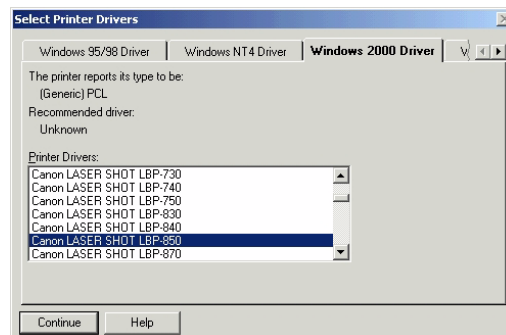 Select Printer Drivers
Windows 95/98 Driver Windows NT4 Driver Windows 2000 Driver
The printer reports its type to be:
(Generic) PCL
Recommended driver:
Unknown
Printer Drivers:
Canon LASER SHOT LBP-730
Canon LASER SHOT LBP-740
Canon LASER SHOT LBP-750
Canon LASER SHOT LBP-830
Canon LASER SHOT LBP-840
Canon LASER SHOT LBP-850
Canon LASER SHOT LBP-870
Continue Help